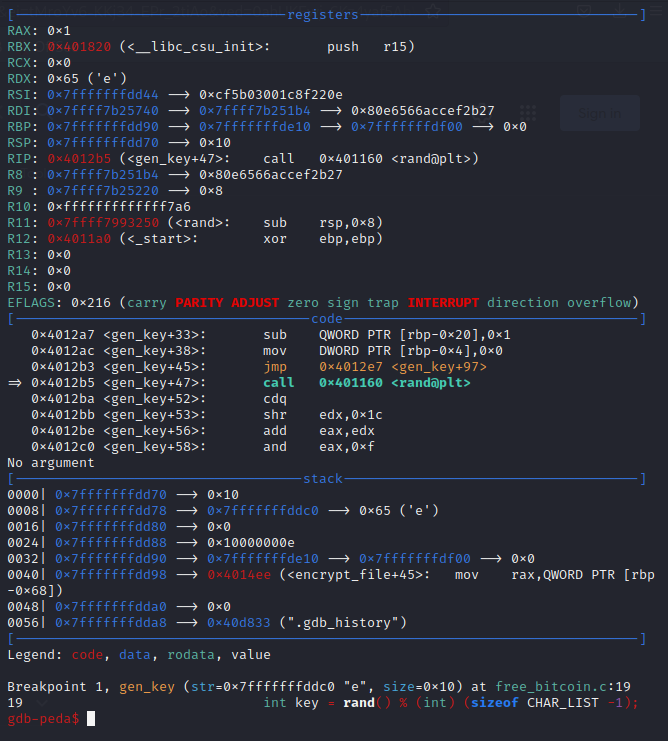 [————registers————]
RAX: 0x1
RBX: 0x401820 (<__libc_csu_init>: push r15)
RCX: 0x0
RDX: 0x65 ('e')
RSI: 0x7fffffffdd44 --> 0xcf5b03001c8f220e
RDI: 0x7ffff7b25740 --> 0x7ffff7b251b4 --> 0x80e6566accef2b27
RBP: 0x7fffffffdd90 --> 0x7fffffffde10 --> 0x7fffffffdf00 --> 0x0
RSP: 0x7fffffffdd70 --> 0x10
RIP: 0x4012b5 (<gen_key+47>: call 0x401160 <rand@plt>)
R8 : 0x7ffff7b251b4 --> 0x80e6566accef2b27
R9 : 0x7ffff7b25220 --> 0x8
R10: 0xfffffffffffff7a6
R11: 0x7ffff7993250 (<rand>: sub rsp,0x8)
R12: 0x4011a0 (<_start>: xor ebp,ebp)
R13: 0x0
R14: 0x0
R15: 0x0
EFLAGS: 0x216 (carry PARITY ADJUST zero sign trap INTERRUPT direction overflow)
[————code————]
0x4012a7 <gen_key+33>: sub QWORD PTR [rbp-0x20],0x1
0x4012ac <gen_key+38>: mov DWORD PTR [rbp-0x4],0x0
0x4012b3 <gen_key+45>: jmp 0x4012e7 <gen_key+97>
=> 0x4012b5 <gen_key+47>: call 0x401160 <rand@plt>
0x4012ba <gen_key+52>: cdq
0x4012bb <gen_key+53>: shr edx,0x1c
0x4012be <gen_key+56>: add eax,edx
0x4012c0 <gen_key+58>: and eax,0xf
No argument
[————stack————]
0000| 0x7fffffffdd70 --> 0x10
0008| 0x7fffffffdd78 --> 0x7fffffffddc0 --> 0x65 ('e')
0016| 0x7fffffffdd80 --> 0x0
0024| 0x7fffffffdd88 --> 0x10000000e
0032| 0x7fffffffdd90 --> 0x7fffffffde10 --> 0x7fffffffdf00 --> 0x0
0040| 0x7fffffffdd98 --> 0x4014ee (<encrypt_file+45>: mov rax,QWORD PTR [rbp
-0x68])
0048| 0x7fffffffdda0 --> 0x0
0056| 0x7fffffffdda8 --> 0x40d833 (".gdb_history")
[————————]
Legend: code, data, rodata, value
Breakpoint 1, gen_key (str=0x7fffffffddc0 "e", size=0x10) at free_bitcoin.c:19
19 int key = rand() % (int) (sizeof CHAR_LIST -1);
gdb-peda$
Sign in